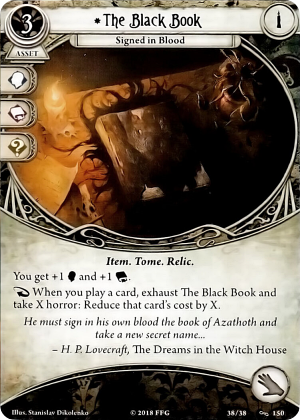 3
* The Black Book
ASSET
Signed in Blood
Item. Tome. Relic.
You get +1 and +1 .
When you play a card, exhaust The Black Book and
take X horror: Reduce that card's cost by X.
He must sign in his own blood the book of Azathoth and
take a new secret name...
– H. P. Lovecraft, The Dreams in the Witch House
Illus. Stanislav Dikolenko
© 2018 FFG
38/38
150